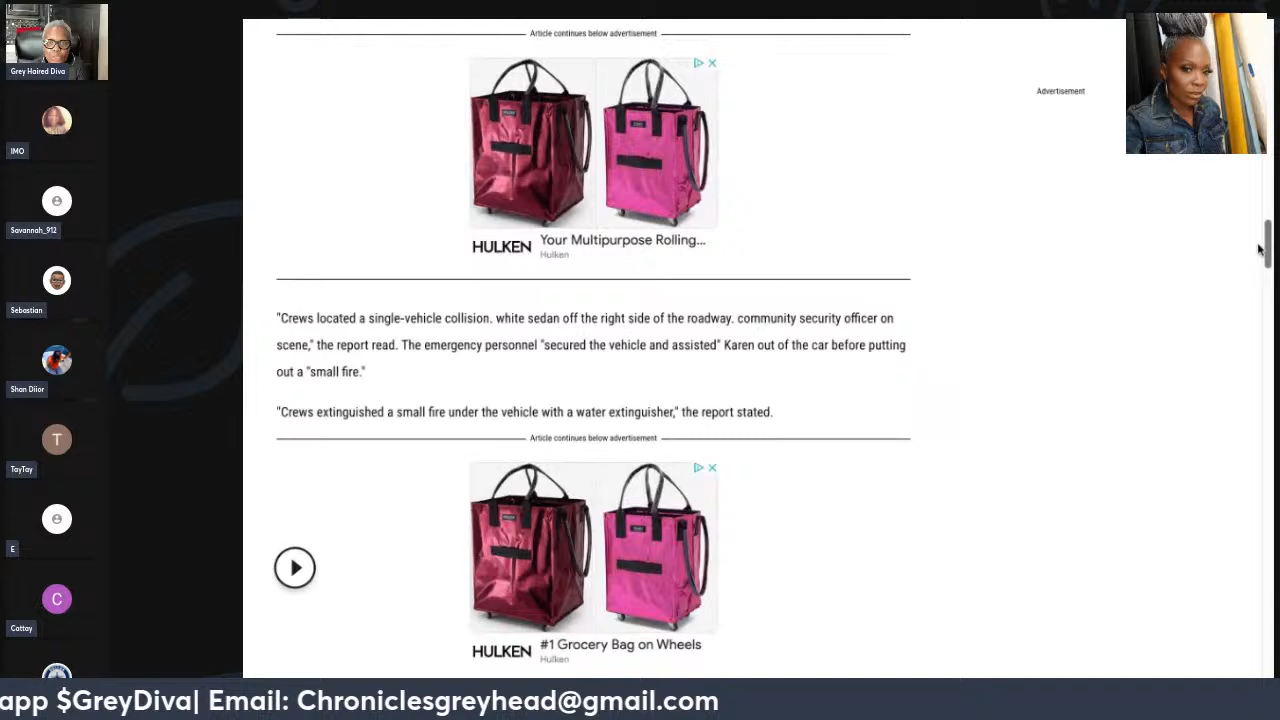 Grey Haired Diva
IMO
Savannah_912
Sebastian
Shan Diior
TayTay
T
E
C
Cattay
Article continues below advertisement
Advertisement
HULKEN
Your Multipurpose Rolling...
Hulken
"Crews located a single-vehicle collision. white sedan off the right side of the roadway. community security officer on
scene," the report read. The emergency personnel "secured the vehicle and assisted" Karen out of the car before putting
out a "small fire."
"Crews extinguished a small fire under the vehicle with a water extinguisher," the report stated.
Article continues below advertisement
HULKEN
#1 Grocery Bag on Wheels
Hulken
app $GreyDiva| Email: Chroniclesgreyhead@gmail.com